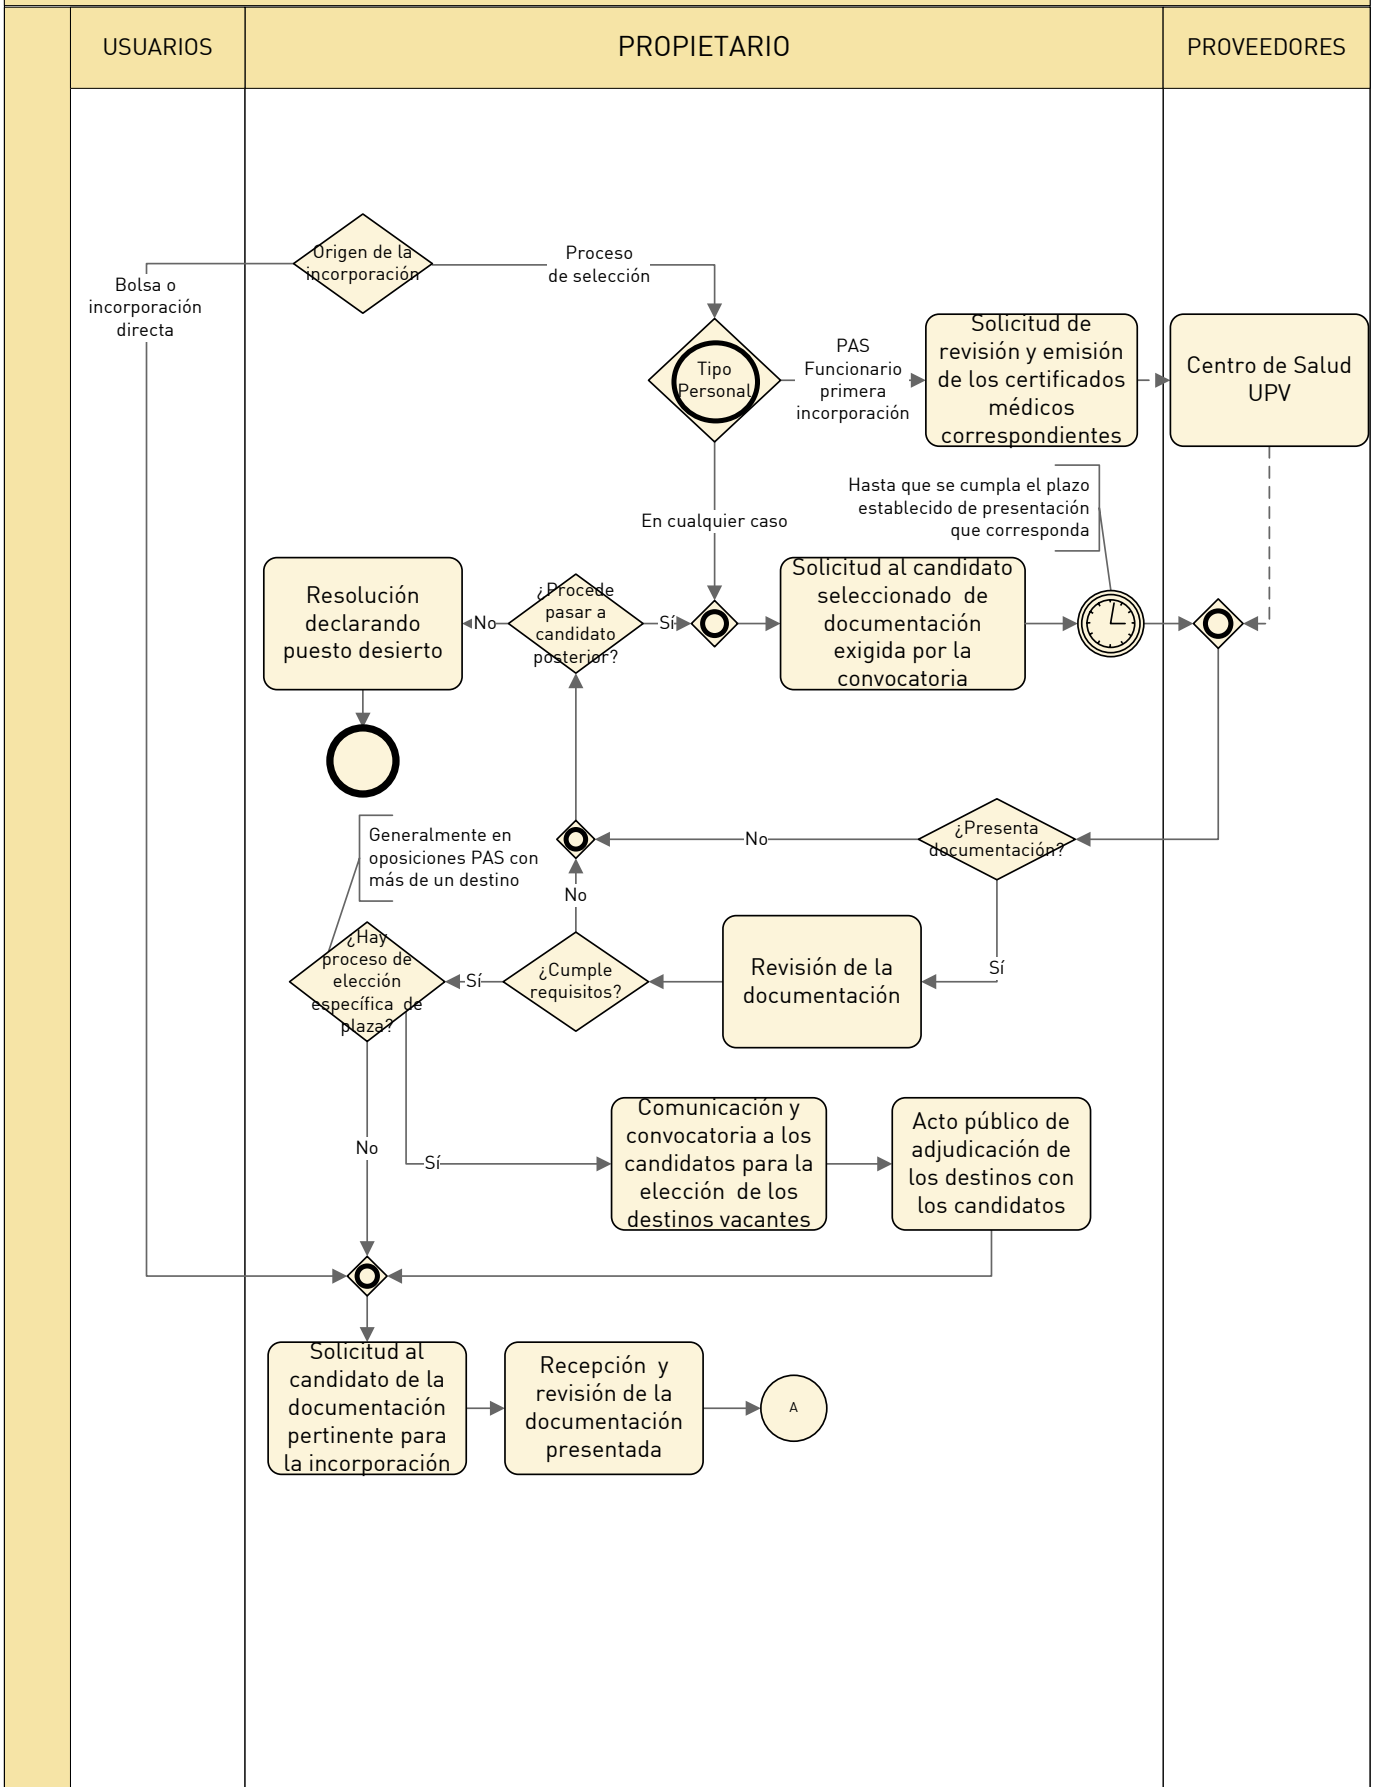 USUARIOS
PROPIETARIO
PROVEEDORES
Origen de la
incorporación
Proceso
de selección
Bolsa o
incorporación
directa
Tipo
Personal
PAS
Funcionario
primera
incorporación
Solicitud de
revisión y emisión
de los certificados
médicos
correspondientes
Centro de Salud
UPV
Hasta que se cumpla el plazo
establecido de presentación
que corresponda
En cualquier caso
Resolución
declarando
puesto desierto
No
¿Procede
pasar a
candidato
posterior?
Sí
Solicitud al candidato
seleccionado de
documentación
exigida por la
convocatoria
Generalmente en
oposiciones PAS con
más de un destino
No
¿Presenta
documentación?
No
¿Hay
proceso de
elección
específica de
plaza?
Sí
¿Cumple
requisitos?
Revisión de la
documentación
Sí
No
Sí
Comunicación y
convocatoria a los
candidatos para la
elección de los
destinos vacantes
Acto público de
adjudicación de
los destinos con
los candidatos
Solicitud al
candidato de la
documentación
pertinente para
la incorporación
Recepción y
revisión de la
documentación
presentada
A